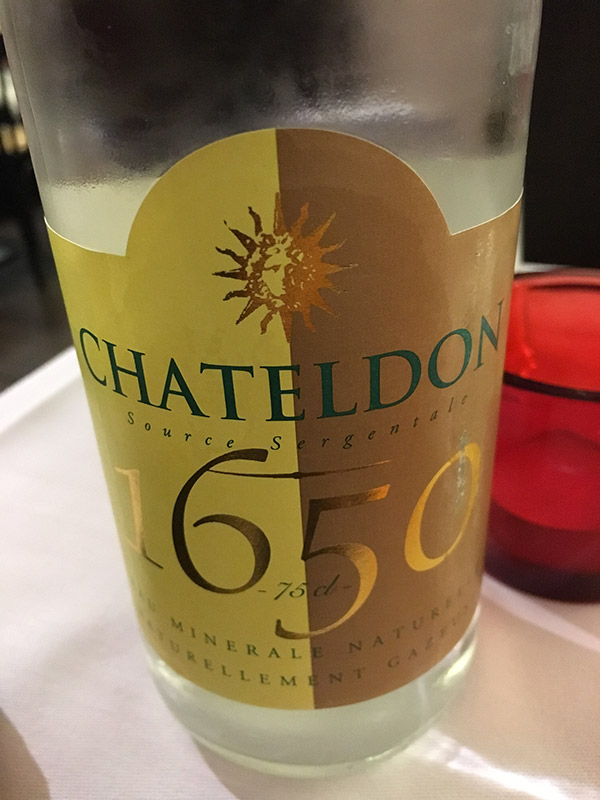 CHATELDON
Source Sergentale
1650
- 75 cl -
EAU MINERALE NATURELLE
NATURELLEMENT GAZEUSE